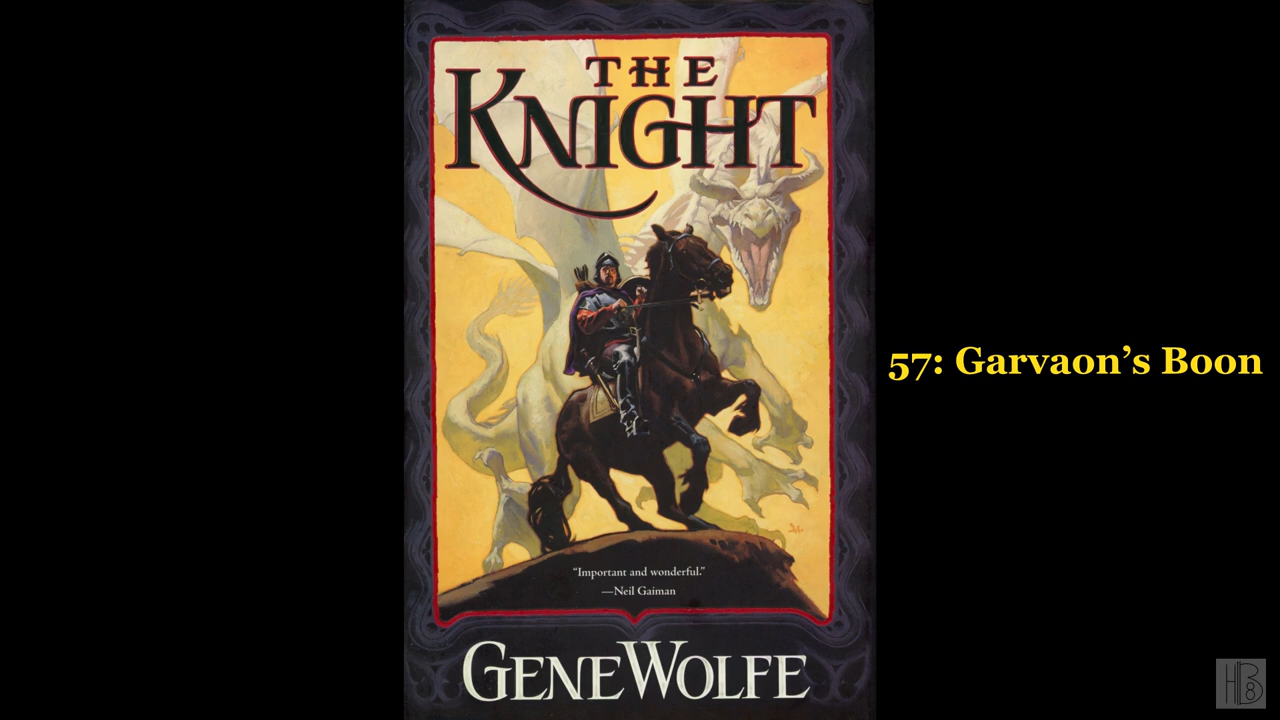 THE
KNIGHT
57: Garvaon’s Boon
“Important and wonderful.”
—Neil Gaiman
GENE WOLFE